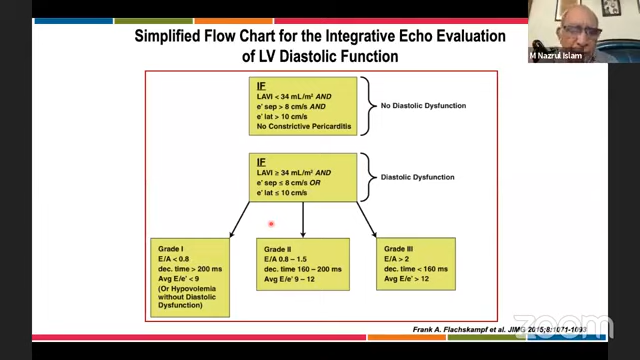 Simplified Flow Chart for the Integrative Echo Evaluation
of LV Diastolic Function
M Nazrul Islam
IF
LAVI < 34 mL/m² AND
e' sep > 8 cm/s AND
e' lat > 10 cm/s
No Constrictive Pericarditis
No Diastolic Dysfunction
IF
LAVI ≥ 34 mL/m² AND
e' sep ≤ 8 cm/s OR
e' lat ≤ 10 cm/s
Diastolic Dysfunction
Grade I
E/A < 0.8
dec. time > 200 ms
Avg E/e' < 9
(Or Hypovolemia
without Diastolic
Dysfunction)
Grade II
E/A 0.8 – 1.5
dec. time 160 – 200 ms
Avg E/e' 9 – 12
Grade III
E/A > 2
dec. time < 160 ms
Avg E/e' > 12
Frank A. Flachskampf et al. JIMG 2015;8:1071-1093
zoom